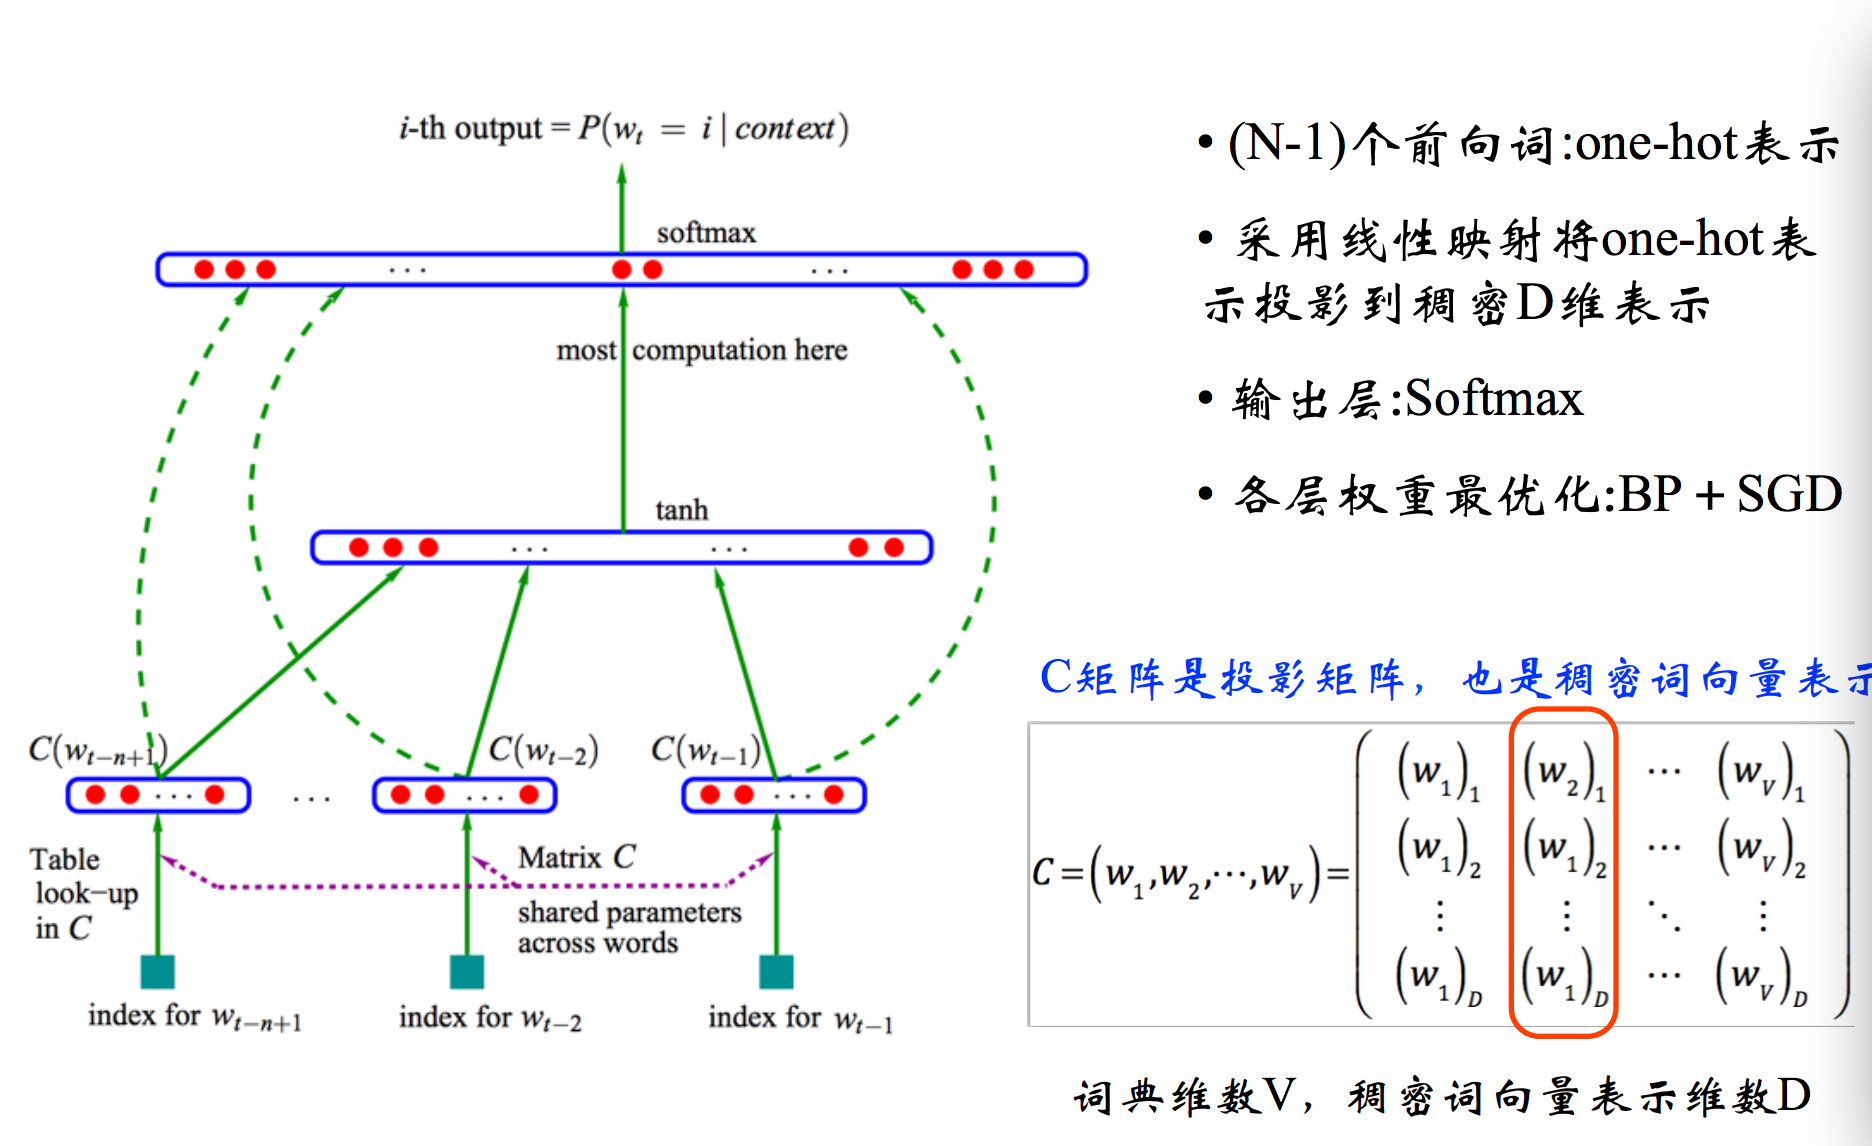 i-th output = P(w_t = i | context)
softmax
...
...
most computation here
tanh
...
...
C(w_{t−n+1})
C(w_{t−2})
C(w_{t−1})
...
...
...
...
Table
look−up
in C
Matrix C
shared parameters
across words
index for w_{t−n+1}
index for w_{t−2}
index for w_{t−1}
• (N-1)个前向词:one-hot表示
• 采用线性映射将one-hot表
示投影到稠密D维表示
• 输出层:Softmax
• 各层权重最优化:BP + SGD
C矩阵是投影矩阵，也是稠密词向量表示
C = (w_1, w_2, ⋯, w_V) =
(w_1)_1 (w_2)_1 ⋯ (w_V)_1
(w_1)_2 (w_1)_2 ⋯ (w_V)_2
⋮ ⋮ ⋱ ⋮
(w_1)_D (w_1)_D ⋯ (w_V)_D
词典维数V，稠密词向量表示维数D